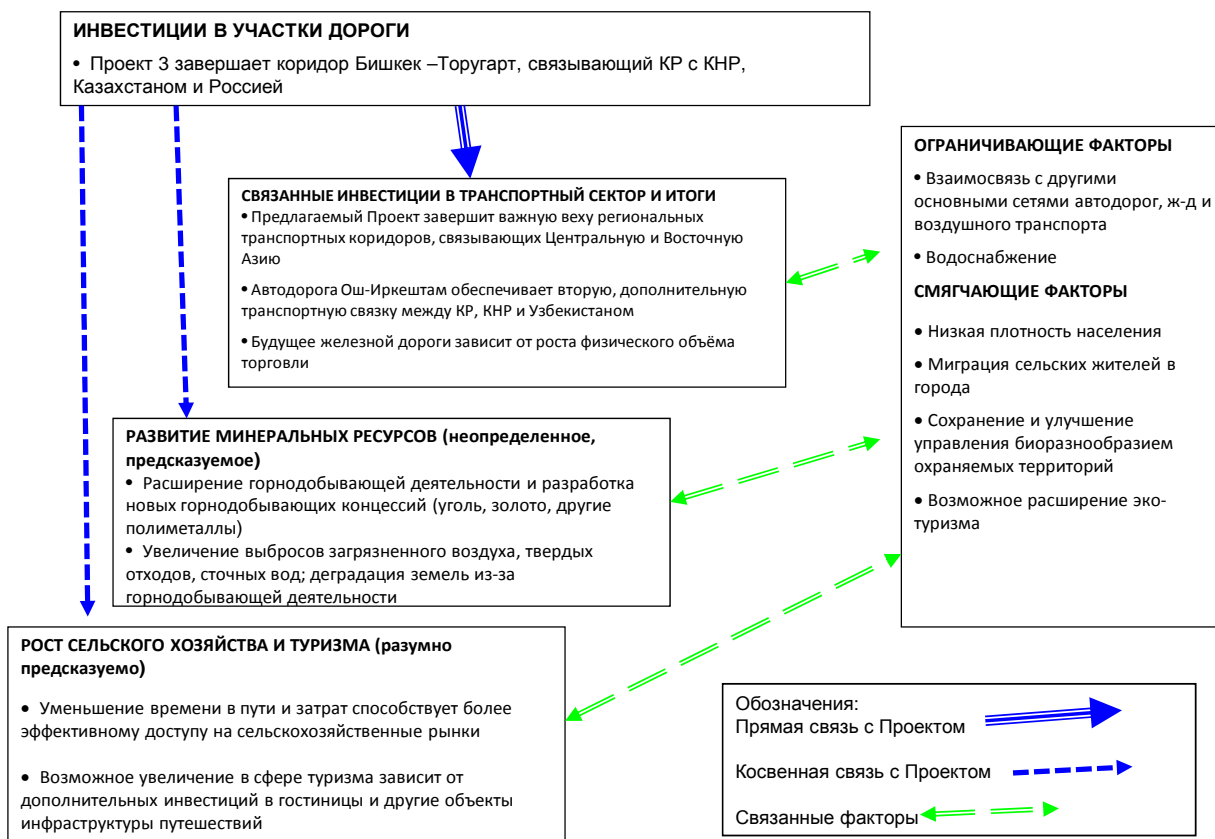 ИНВЕСТИЦИИ В УЧАСТКИ ДОРОГИ
• Проект 3 завершает коридор Бишкек –Торугарт, связывающий КР с КНР,
Казахстаном и Россией
СВЯЗАННЫЕ ИНВЕСТИЦИИ В ТРАНСПОРТНЫЙ СЕКТОР И ИТОГИ
• Предлагаемый Проект завершит важную веху региональных
транспортных коридоров, связывающих Центральную и Восточную
Азию
• Автодорога Ош-Иркештам обеспечивает вторую, дополнительную
транспортную связку между КР, КНР и Узбекистаном
• Будущее железной дороги зависит от роста физического объёма
торговли
РАЗВИТИЕ МИНЕРАЛЬНЫХ РЕСУРСОВ (неопределенное,
предсказуемое)
• Расширение горнодобывающей деятельности и разработка
новых горнодобывающих концессий (уголь, золото, другие
полиметаллы)
• Увеличение выбросов загрязненного воздуха, твердых
отходов, сточных вод; деградация земель из-за
горнодобывающей деятельности
РОСТ СЕЛЬСКОГО ХОЗЯЙСТВА И ТУРИЗМА (разумно
предсказуемо)
• Уменьшение времени в пути и затрат способствует более
эффективному доступу на сельскохозяйственные рынки
• Возможное увеличение в сфере туризма зависит от
дополнительных инвестиций в гостиницы и другие объекты
инфраструктуры путешествий
ОГРАНИЧИВАЮЩИЕ ФАКТОРЫ
• Взаимосвязь с другими
основными сетями автодорог, ж-д и
воздушного транспорта
• Водоснабжение
СМЯГЧАЮЩИЕ ФАКТОРЫ
• Низкая плотность населения
• Миграция сельских жителей в
города
• Сохранение и улучшение
управления биоразнообразием
охраняемых территорий
• Возможное расширение эко-
туризма
Обозначения:
Прямая связь с Проектом
Косвенная связь с Проектом
Связанные факторы